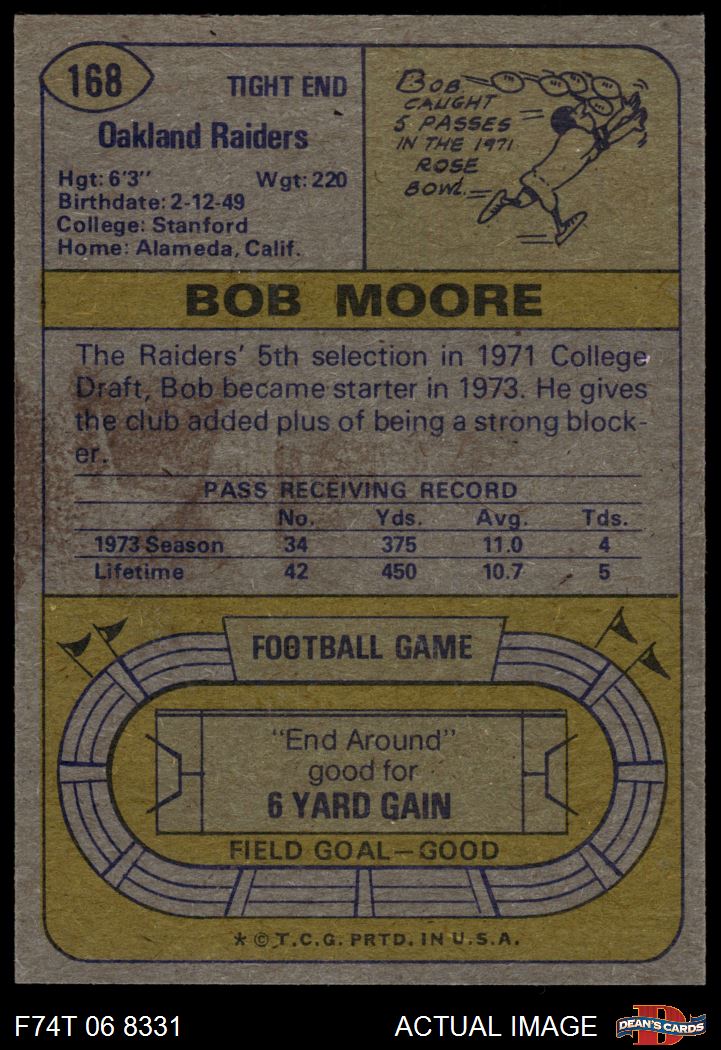 168
TIGHT END
Oakland Raiders
Hgt: 6'3" Wgt: 220
Birthdate: 2-12-49
College: Stanford
Home: Alameda, Calif.
BOB
CAUGHT
5 PASSES
IN THE 1971
ROSE
BOWL.
BOB MOORE
The Raiders' 5th selection in 1971 College
Draft, Bob became starter in 1973. He gives
the club added plus of being a strong block-
er.
PASS RECEIVING RECORD
No. Yds. Avg. Tds.
1973 Season 34 375 11.0 4
Lifetime 42 450 10.7 5
FOOTBALL GAME
"End Around"
good for
6 YARD GAIN
FIELD GOAL—GOOD
* © T.C.G. PRTD. IN U.S.A.
F74T 06 8331 ACTUAL IMAGE
D
DEAN'S CARDS